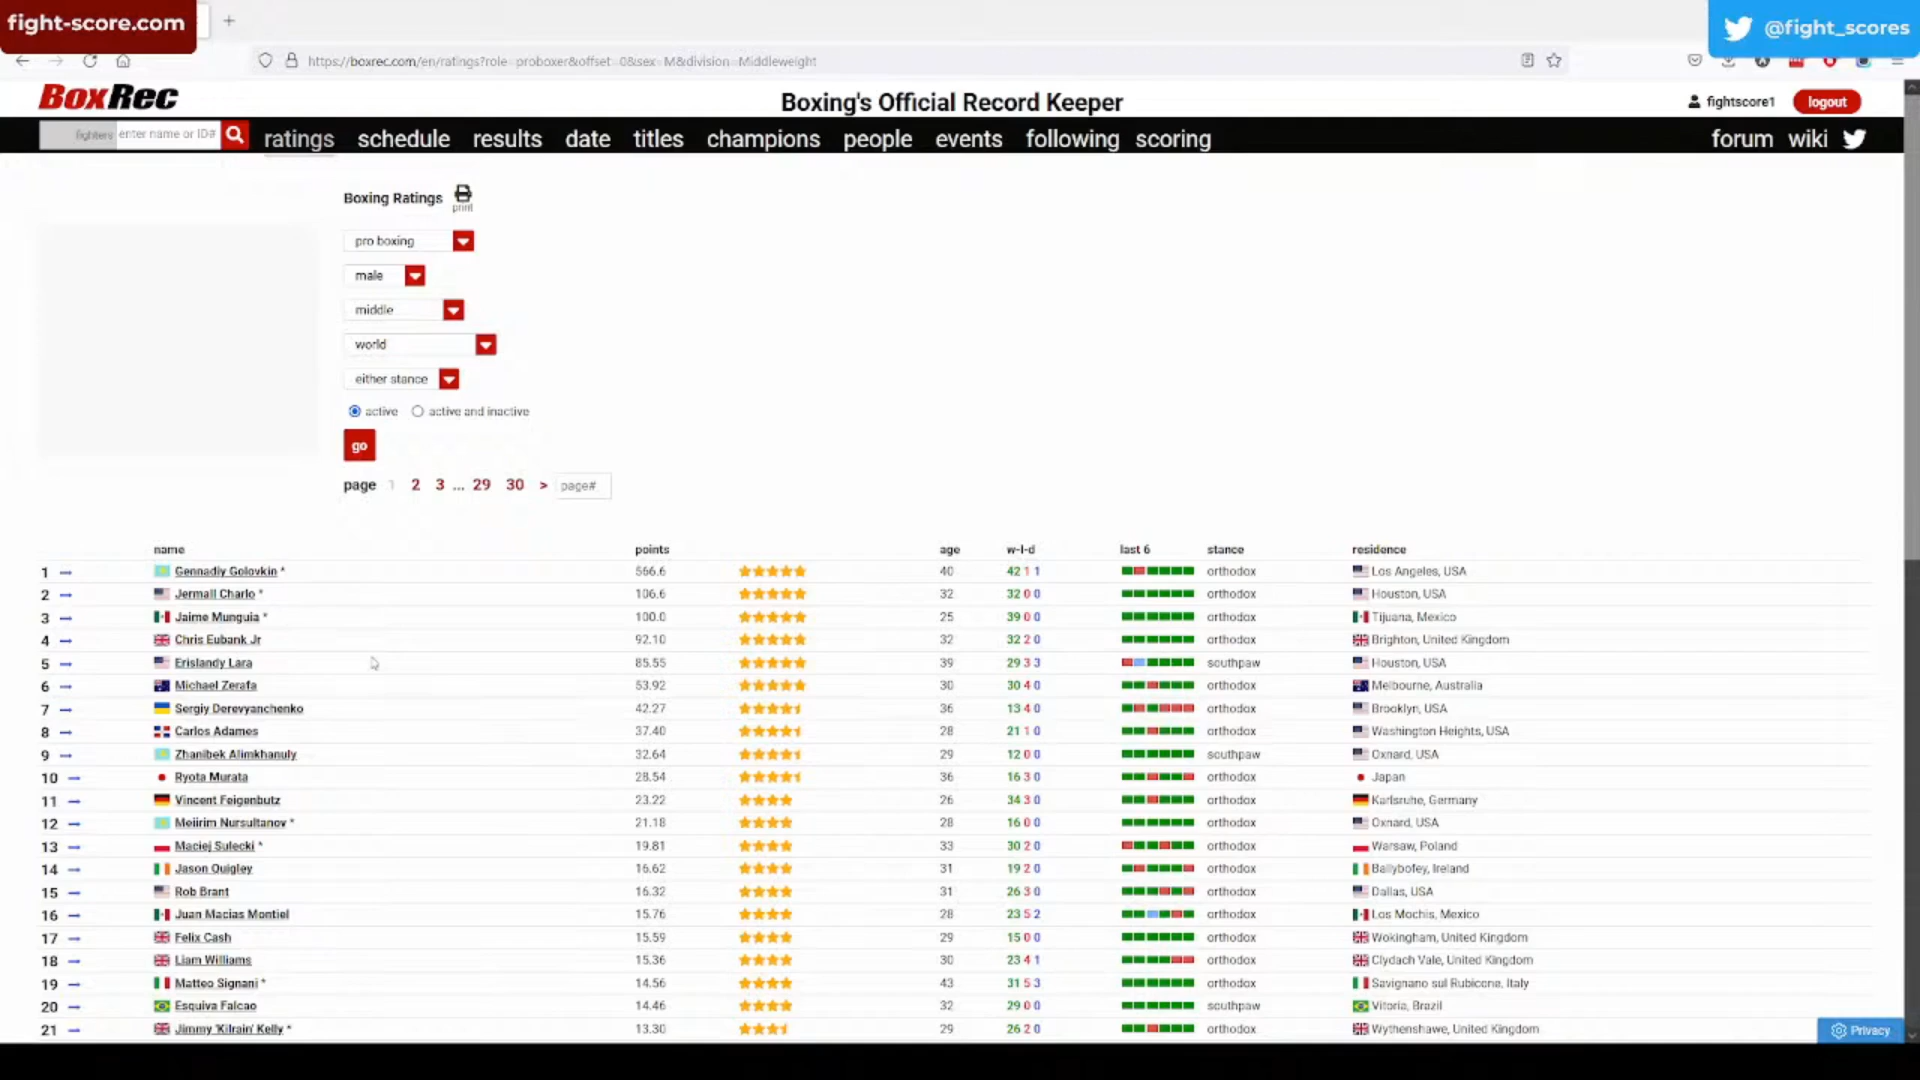 fight-score.com
@fight_scores
https://boxrec.com/en/ratings?role=proboxer&offset=0&sex=M&division=Middleweight
BoxRec
Boxing's Official Record Keeper
fightscore1 logout
fighters enter name or ID# ratings schedule results date titles champions people events following scoring forum wiki
Boxing Ratings print
pro boxing
male
middle
world
either stance
active active and inactive
go
page 1 2 3 ... 29 30 > page#
name points age w-l-d last 6 stance residence
1 Gennadiy Golovkin * 566.6 40 42 1 1 orthodox Los Angeles, USA
2 Jermall Charlo * 106.6 32 32 0 0 orthodox Houston, USA
3 Jaime Munguia * 100.0 25 39 0 0 orthodox Tijuana, Mexico
4 Chris Eubank Jr 92.10 32 32 2 0 orthodox Brighton, United Kingdom
5 Erislandy Lara 85.55 39 29 3 3 southpaw Houston, USA
6 Michael Zerafa 53.92 30 30 4 0 orthodox Melbourne, Australia
7 Sergiy Derevyanchenko 42.27 36 13 4 0 orthodox Brooklyn, USA
8 Carlos Adames 37.40 28 21 1 0 orthodox Washington Heights, USA
9 Zhanibek Alimkhanuly 32.64 29 12 0 0 southpaw Oxnard, USA
10 Ryota Murata 28.54 36 16 3 0 orthodox Japan
11 Vincent Feigenbutz 23.22 26 34 3 0 orthodox Karlsruhe, Germany
12 Meiirim Nursultanov * 21.18 28 16 0 0 orthodox Oxnard, USA
13 Maciej Sulecki * 19.81 33 30 2 0 orthodox Warsaw, Poland
14 Jason Quigley 16.62 31 19 2 0 orthodox Ballybofey, Ireland
15 Rob Brant 16.32 31 26 3 0 orthodox Dallas, USA
16 Juan Macias Montiel 15.76 28 23 5 2 orthodox Los Mochis, Mexico
17 Felix Cash 15.59 29 15 0 0 orthodox Wokingham, United Kingdom
18 Liam Williams 15.36 30 23 4 1 orthodox Clydach Vale, United Kingdom
19 Matteo Signani * 14.56 43 31 5 3 orthodox Savignano sul Rubicone, Italy
20 Esquiva Falcao 14.46 32 29 0 0 southpaw Vitoria, Brazil
21 Jimmy 'Kilrain' Kelly * 13.30 29 26 2 0 orthodox Wythenshawe, United Kingdom
Privacy